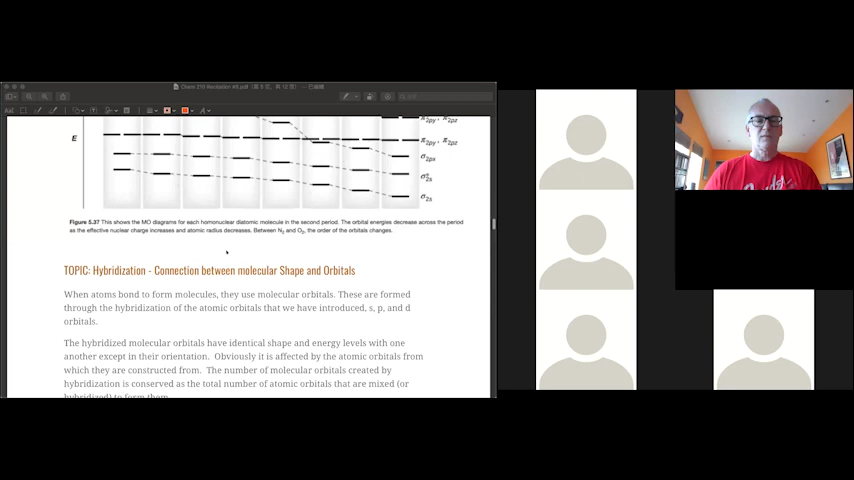 Chem 210 Recitation #9.pdf
E
π2py, π2pz
π*2py, π*2pz
σ2px
σ*2s
σ2s
Figure 5.37 This shows the MO diagrams for each homonuclear diatomic molecule in the second period. The orbital energies decrease across the period
as the effective nuclear charge increases and atomic radius decreases. Between N2 and O2, the order of the orbitals changes.
TOPIC: Hybridization - Connection between molecular Shape and Orbitals
When atoms bond to form molecules, they use molecular orbitals. These are formed
through the hybridization of the atomic orbitals that we have introduced, s, p, and d
orbitals.
The hybridized molecular orbitals have identical shape and energy levels with one
another except in their orientation. Obviously it is affected by the atomic orbitals from
which they are constructed from. The number of molecular orbitals created by
hybridization is conserved as the total number of atomic orbitals that are mixed (or
hybridized) to form them